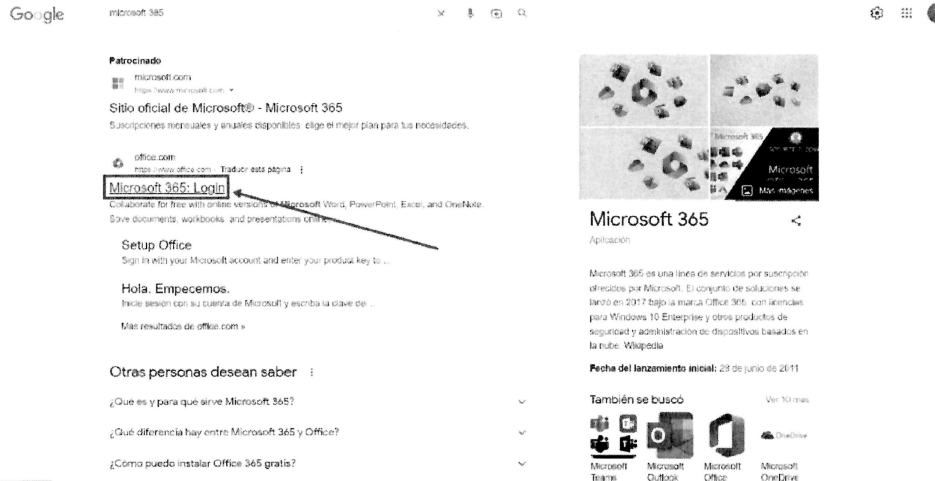 Google
microsoft 365
Patrocinado
microsoft.com
https://www.microsoft.com
Sitio oficial de Microsoft® - Microsoft 365
Suscripciones mensuales y anuales disponibles, elige el mejor plan para tus necesidades.
office.com
https://www.office.com · Traducir esta página
Microsoft 365: Login
Collaborate for free with online versions of Microsoft Word, PowerPoint, Excel, and OneNote.
Save documents, workbooks, and presentations online
Setup Office
Sign in with your Microsoft account and enter your product key to ...
Hola. Empecemos.
Inicie sesión con su cuenta de Microsoft y escriba la clave de ...
Más resultados de office.com »
Otras personas desean saber
¿Qué es y para qué sirve Microsoft 365?
¿Qué diferencia hay entre Microsoft 365 y Office?
¿Cómo puedo instalar Office 365 gratis?
Microsoft 365
Microsoft
Más imágenes
Microsoft 365
Aplicación
Microsoft 365 es una línea de servicios por suscripción
ofrecidos por Microsoft. El conjunto de soluciones se
lanzó en 2017 bajo la marca Office 365, con licencias
para Windows 10 Enterprise y otros productos de
seguridad y administración de dispositivos basados en
la nube. Wikipedia
Fecha del lanzamiento inicial: 28 de junio de 2011
También se buscó
Ver 10 más
OneDrive
Microsoft Teams
Microsoft Outlook
Microsoft Office
Microsoft OneDrive